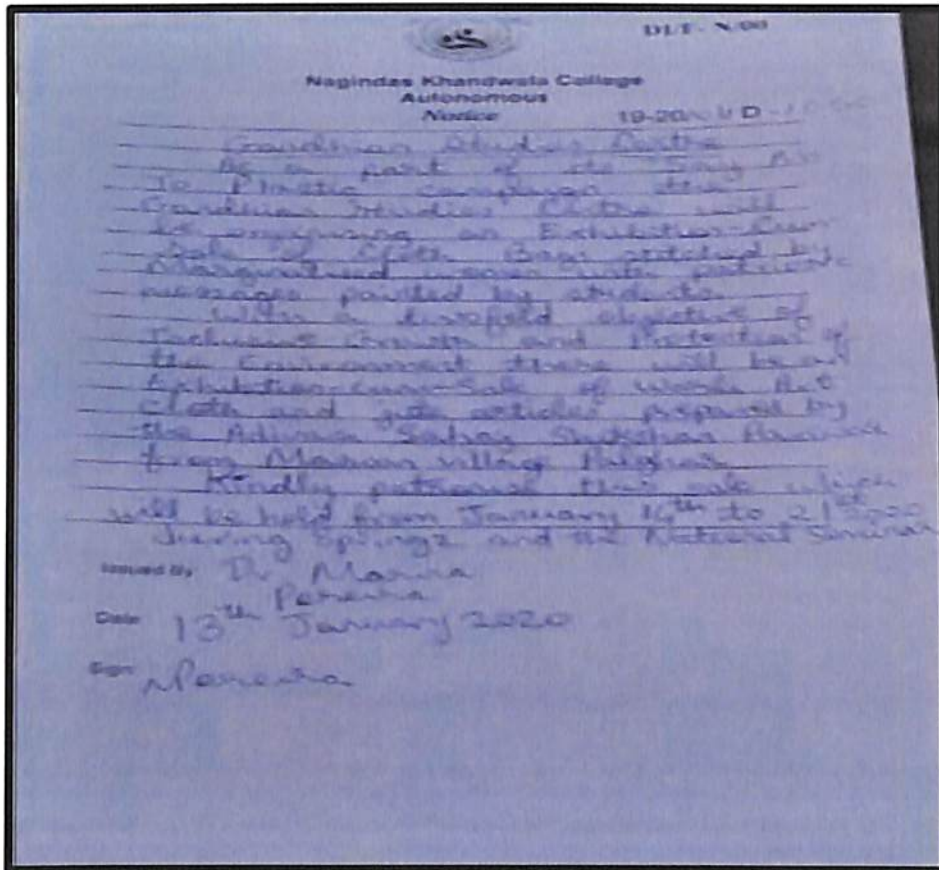 DLF- N/00
Nagindas Khandwala College
Autonomous
Notice
19-20
Gandhian Studies Centre
As a part of its "Say No
To Plastic campaign the
Gandhian Studies Centre will
be organising an Exhibition-Cum-
Sale of Cloth Bags stitched by
Marginalised women with
messages painted by students.
With a twofold objective of
Inclusive Growth and Protection of
the Environment there will be an
Exhibition-cum-Sale of Warli Art
cloth and jute articles prepared by
the Adivasi Sahaj Shikshan
from village Palghar
Kindly patronise this sale which
will be held from January 16th to 21st 2020
during Springz and the National Seminar
Issued By Dr Marina
Pereira
Date 13th January 2020
Sign Pereira